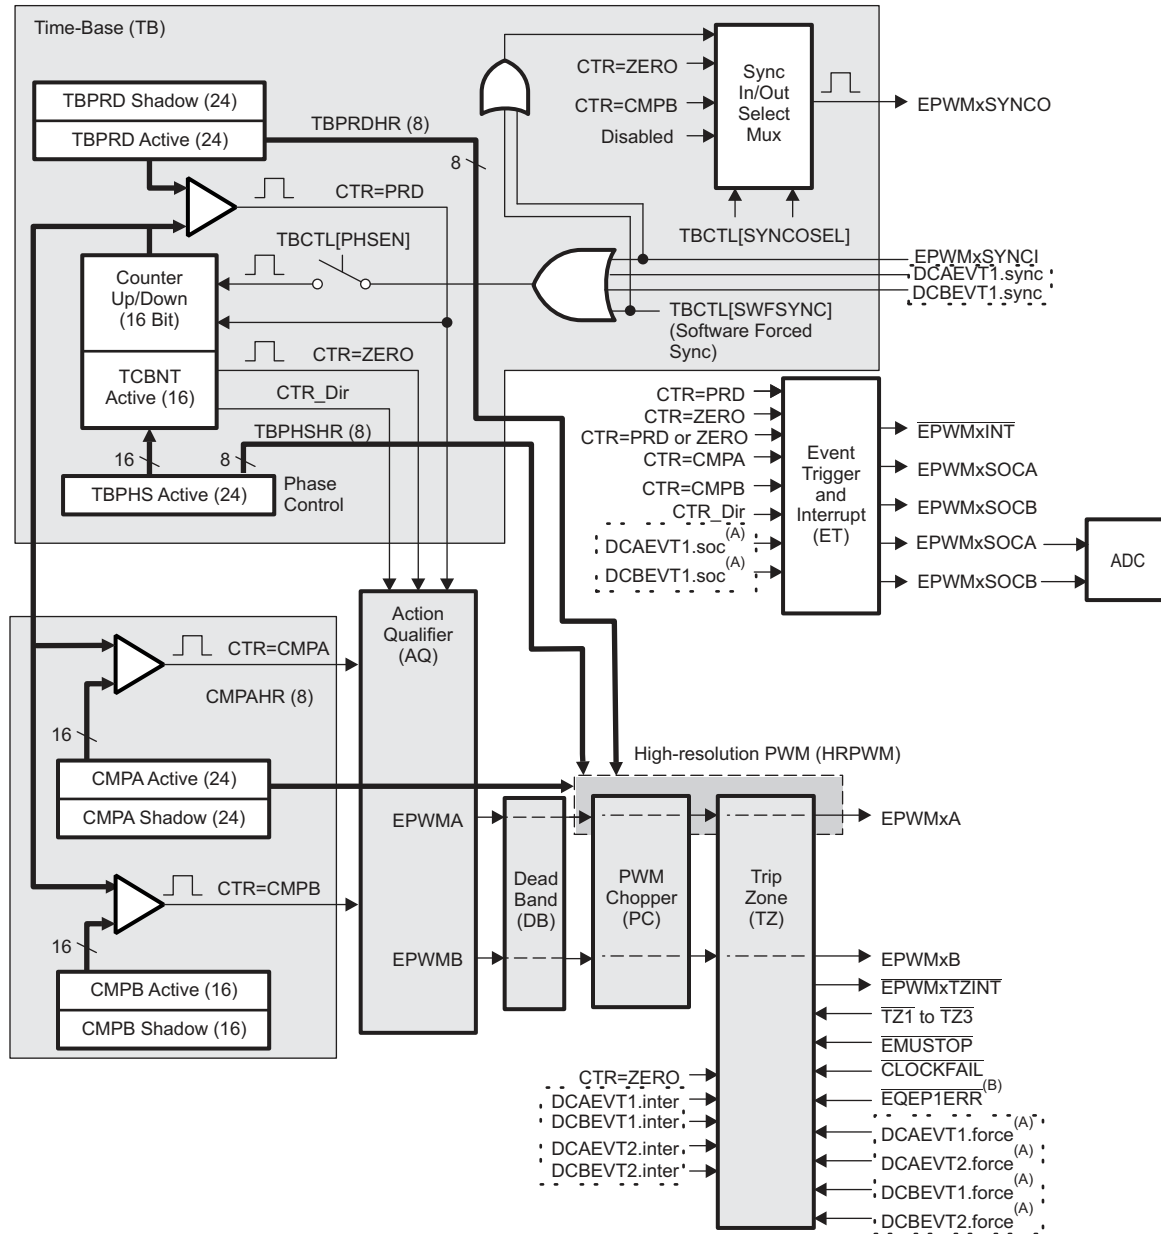 Time-Base (TB)
TBPRD Shadow (24)
TBPRD Active (24)
TBPRDHR (8)
8
CTR=PRD
TBCTL[PHSEN]
Counter
Up/Down
(16 Bit)
TCBNT
Active (16)
CTR=ZERO
CTR_Dir
TBPHSHR (8)
16
8
TBPHS Active (24)
Phase
Control
CTR=ZERO
CTR=CMPB
Disabled
Sync
In/Out
Select
Mux
EPWMxSYNCO
TBCTL[SYNCOSEL]
EPWMxSYNCI
DCAEVT1.sync
DCBEVT1.sync
TBCTL[SWFSYNC]
(Software Forced
Sync)
CTR=PRD
CTR=ZERO
CTR=PRD or ZERO
CTR=CMPA
CTR=CMPB
CTR_Dir
DCAEVT1.soc(A)
DCBEVT1.soc(A)
Event
Trigger
and
Interrupt
(ET)
EPWMxINT
EPWMxSOCA
EPWMxSOCB
EPWMxSOCA
EPWMxSOCB
ADC
Action
Qualifier
(AQ)
CTR=CMPA
CMPAHR (8)
16
CMPA Active (24)
CMPA Shadow (24)
CTR=CMPB
16
CMPB Active (16)
CMPB Shadow (16)
EPWMA
EPWMB
High-resolution PWM (HRPWM)
Dead
Band
(DB)
PWM
Chopper
(PC)
Trip
Zone
(TZ)
EPWMxA
EPWMxB
EPWMxTZINT
TZ1 to TZ3
EMUSTOP
CLOCKFAIL
EQEP1ERR(B)
DCAEVT1.force(A)
DCAEVT2.force(A)
DCBEVT1.force(A)
DCBEVT2.force(A)
CTR=ZERO
DCAEVT1.inter
DCBEVT1.inter
DCAEVT2.inter
DCBEVT2.inter